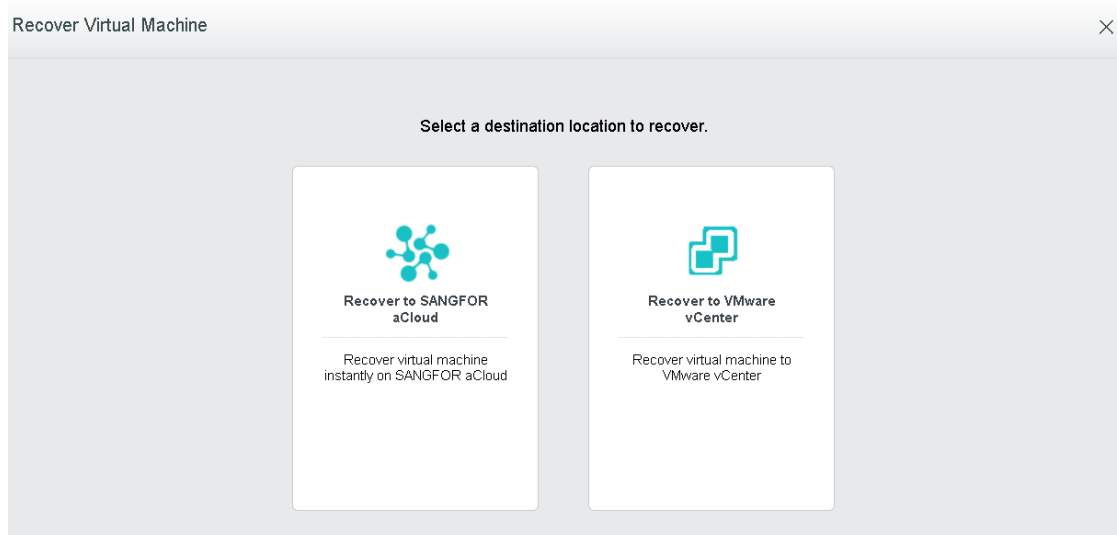 Recover Virtual Machine
Select a destination location to recover.
Recover to SANGFOR
aCloud
Recover virtual machine
instantly on SANGFOR aCloud
Recover to VMware
vCenter
Recover virtual machine to
VMware vCenter